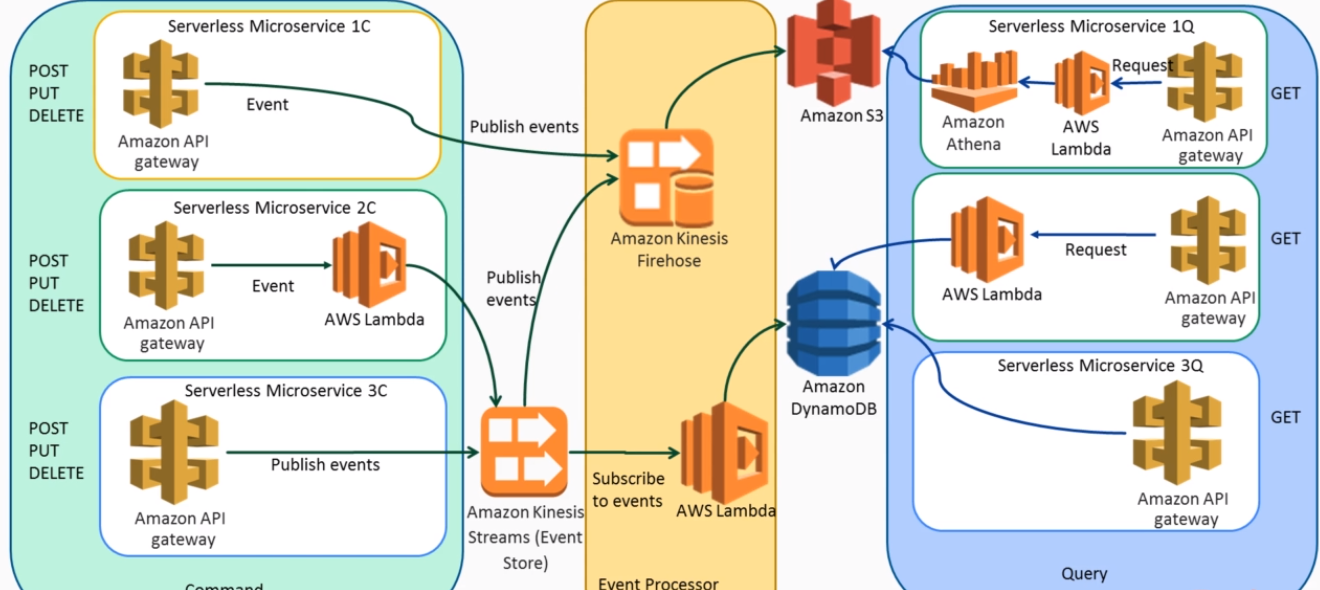 Serverless Microservice 1C
POST
PUT
DELETE
Event
Amazon API
gateway
Publish events
Serverless Microservice 2C
POST
PUT
DELETE
Event
Amazon API
gateway
AWS Lambda
Publish
events
Serverless Microservice 3C
POST
PUT
DELETE
Publish events
Amazon API
gateway
Amazon Kinesis
Streams (Event
Store)
Command
Amazon Kinesis
Firehose
Subscribe
to events
AWS Lambda
Event Processor
Amazon S3
Amazon
DynamoDB
Serverless Microservice 1Q
Request
GET
Amazon
Athena
AWS
Lambda
Amazon API
gateway
Request
GET
AWS Lambda
Amazon API
gateway
Serverless Microservice 3Q
GET
Amazon API
gateway
Query